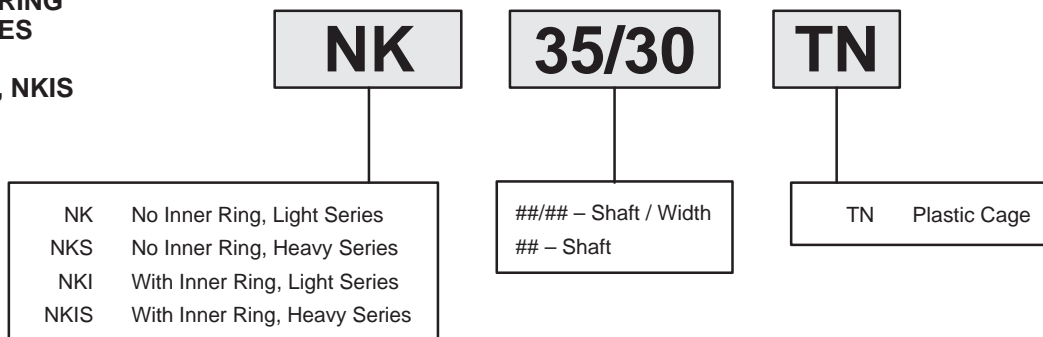 RING
ES
, NKIS
NK 35/30 TN
NK No Inner Ring, Light Series
NKS No Inner Ring, Heavy Series
NKI With Inner Ring, Light Series
NKIS With Inner Ring, Heavy Series
##/## – Shaft / Width
## – Shaft
TN Plastic Cage